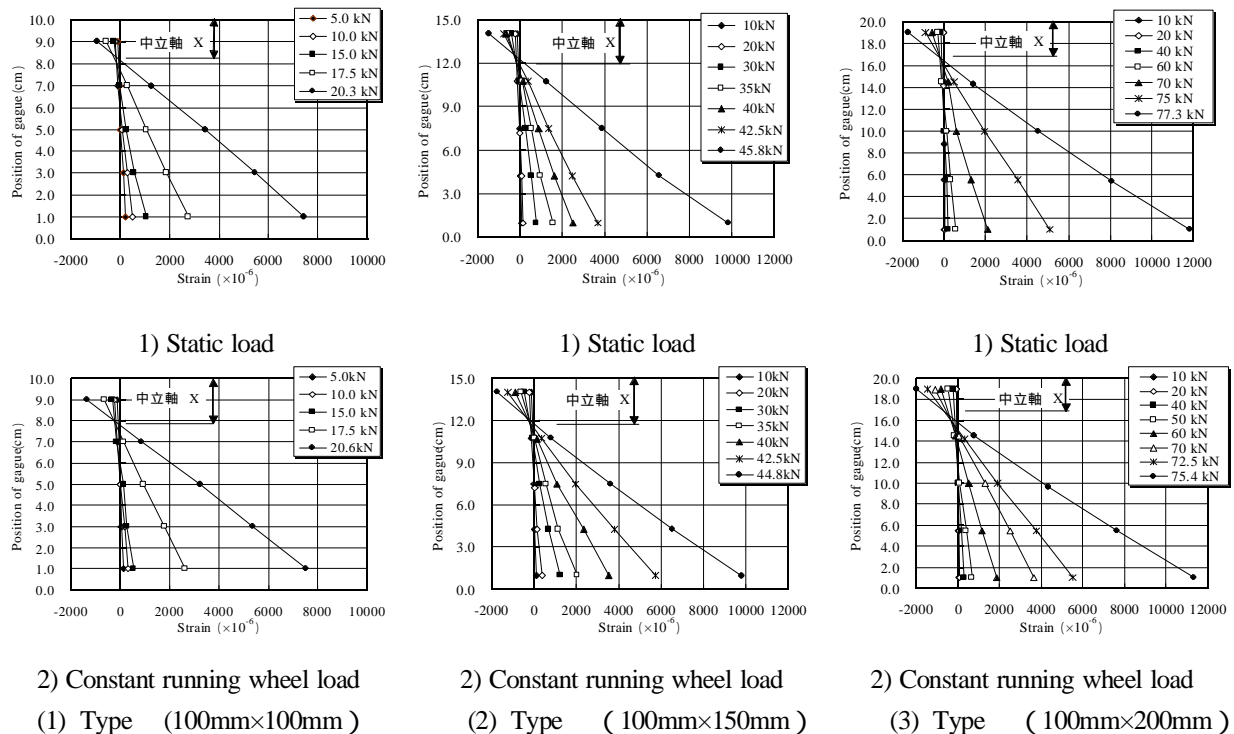 10.0
9.0
8.0
7.0
6.0
5.0
4.0
3.0
2.0
1.0
0.0
Position of gague(cm)
-2000 0 2000 4000 6000 8000 10000
Strain (×10-6)
中立軸 X
5.0 kN
10.0 kN
15.0 kN
17.5 kN
20.3 kN
1) Static load
15.0
12.0
9.0
6.0
3.0
0.0
Position of gague(cm)
-2000 0 2000 4000 6000 8000 10000
Strain (×10-6)
中立軸 X
10kN
20kN
30kN
35kN
40kN
42.5kN
45.8kN
1) Static load
20.0
18.0
16.0
14.0
12.0
10.0
8.0
6.0
4.0
2.0
0.0
Position of gague(cm)
-2000 0 2000 4000 6000 8000 10000 12000
Strain (×10-6)
中立軸 X
10 kN
20 kN
40 kN
60 kN
70 kN
75 kN
77.3 kN
1) Static load
10.0
9.0
8.0
7.0
6.0
5.0
4.0
3.0
2.0
1.0
0.0
Position of gague(cm)
-2000 0 2000 4000 6000 8000 10000
Strain (×10-6)
中立軸 X
5.0kN
10.0 kN
15.0 kN
17.5 kN
20.6kN
2) Constant running wheel load
(1) Type (100mm×100mm)
15.0
12.0
9.0
6.0
3.0
0.0
Position of gague(cm)
-2000 0 2000 4000 6000 8000 10000 12000
Strain (×10-6)
中立軸 X
10kN
20kN
30kN
35kN
40kN
42.5kN
44.8kN
2) Constant running wheel load
(2) Type (100mm×150mm)
20.0
18.0
16.0
14.0
12.0
10.0
8.0
6.0
4.0
2.0
0.0
Position of gague(cm)
-2000 0 2000 4000 6000 8000 10000 12000
Strain (×10-6)
中立軸 X
10 kN
20 kN
40 kN
50 kN
60 kN
70 kN
72.5 kN
75.4 kN
2) Constant running wheel load
(3) Type (100mm×200mm)